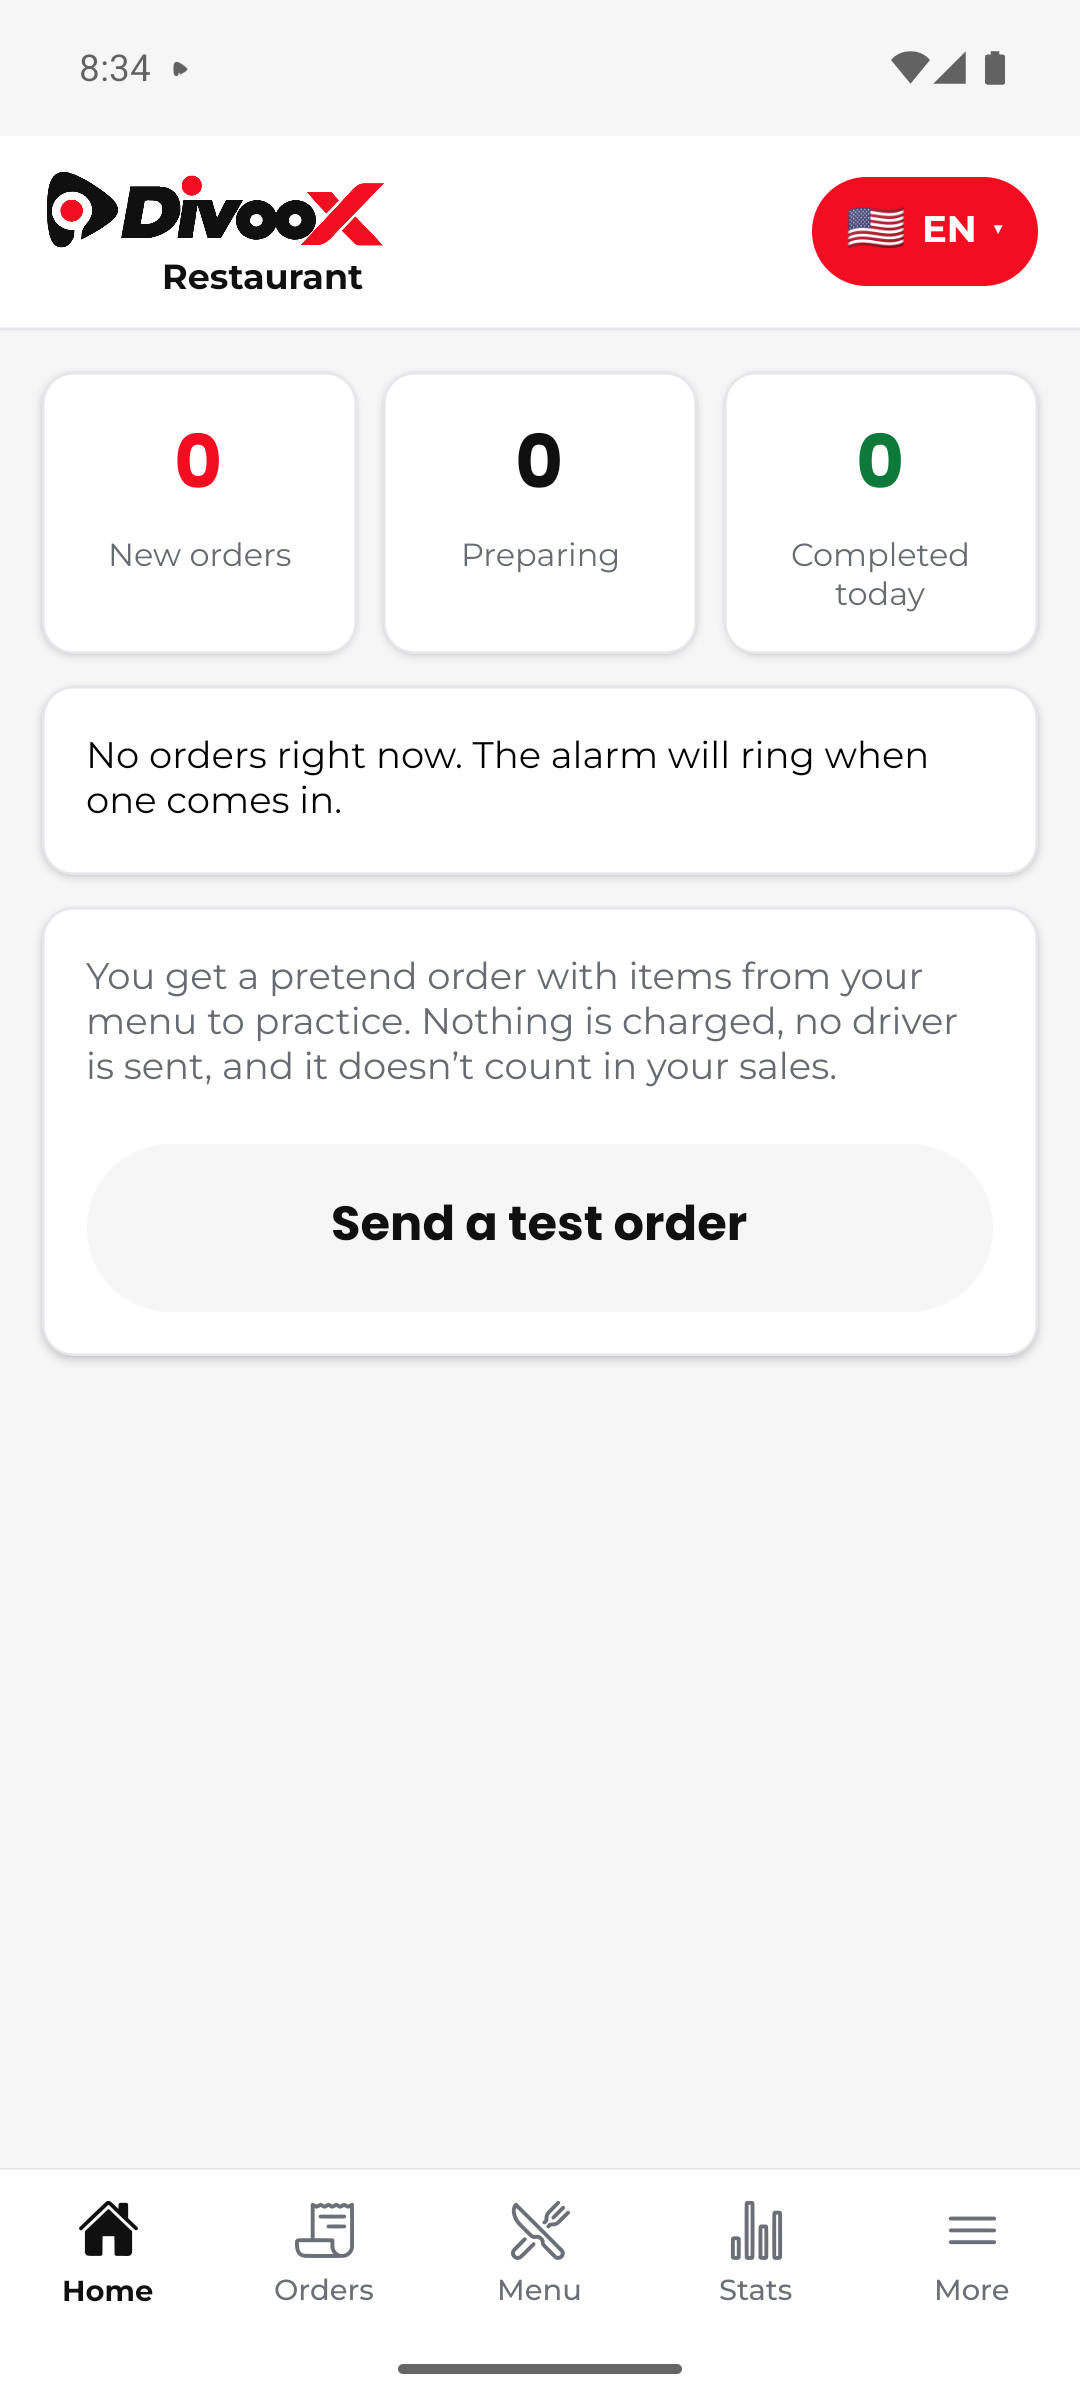 8:34
DivooX
Restaurant
EN
0
New orders
0
Preparing
0
Completed
today
No orders right now. The alarm will ring when
one comes in.
You get a pretend order with items from your
menu to practice. Nothing is charged, no driver
is sent, and it doesn’t count in your sales.
Send a test order
Home
Orders
Menu
Stats
More